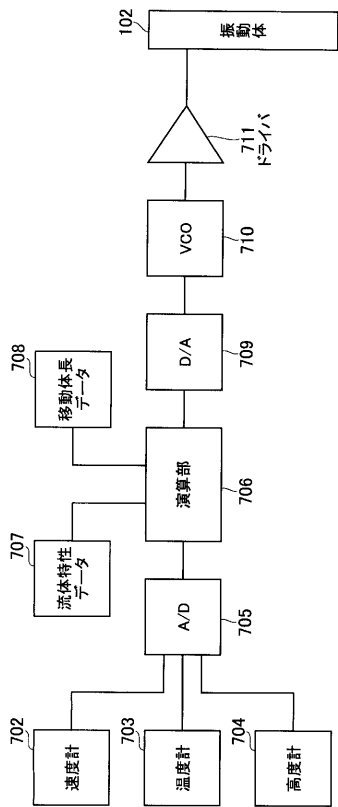 702
速度計
703
温度計
704
高度計
A/D
705
707
流体特性
データ
708
移動体長
データ
演算部
706
D/A
709
VCO
710
711
ドライバ
102
振動体